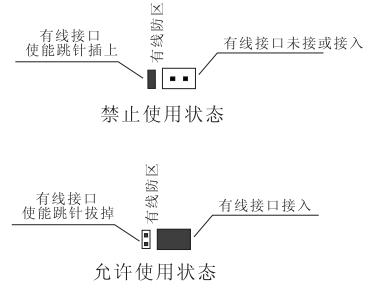 有线接口
使能跳针插上
有线防区
有线接口未接或接入
禁止使用状态
有线接口
使能跳针拔掉
有线防区
有线接口接入
允许使用状态